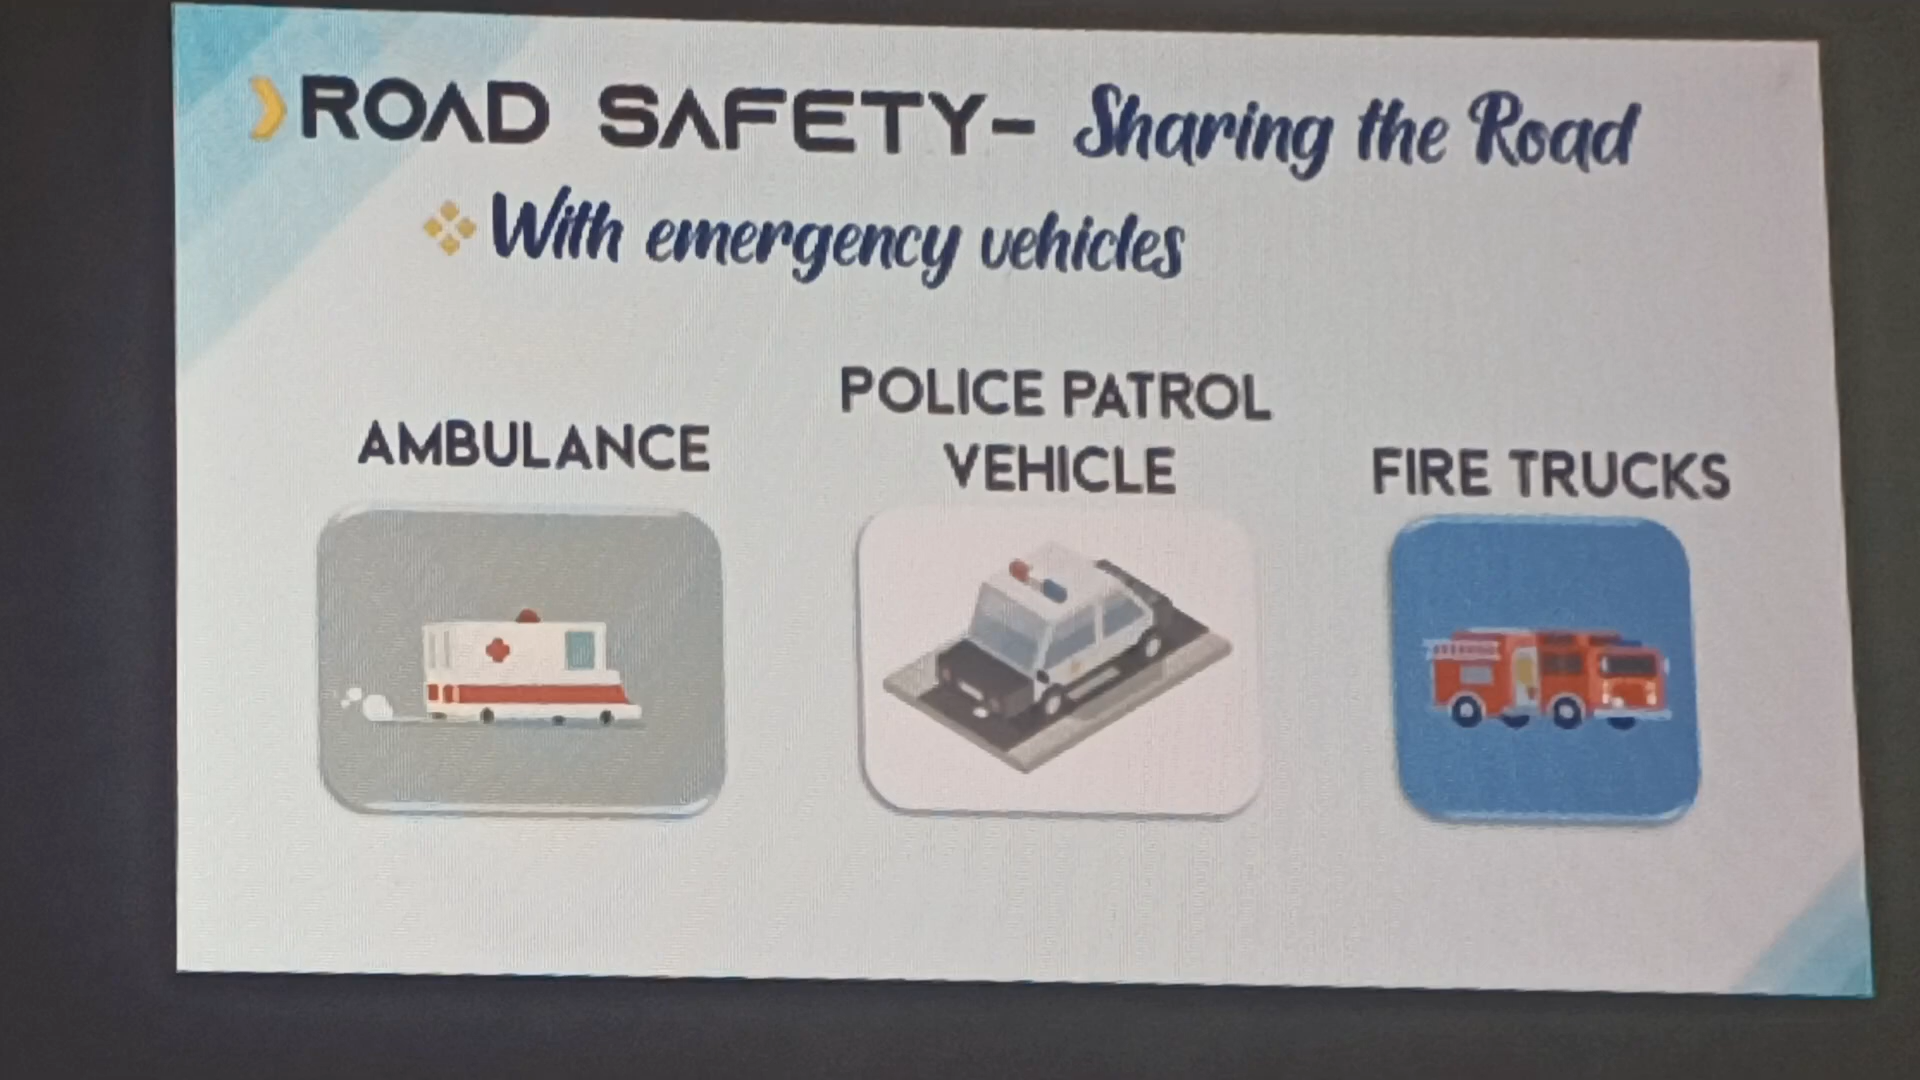 ROAD SAFETY- Sharing the Road
With emergency vehicles
AMBULANCE
POLICE PATROL
VEHICLE
FIRE TRUCKS